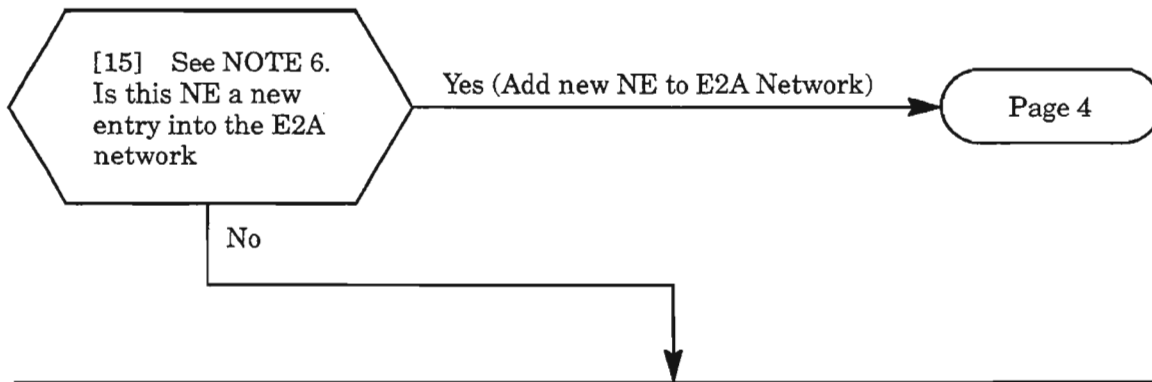 [15] See NOTE 6.
Is this NE a new
entry into the E2A
network
Yes (Add new NE to E2A Network)
Page 4
No